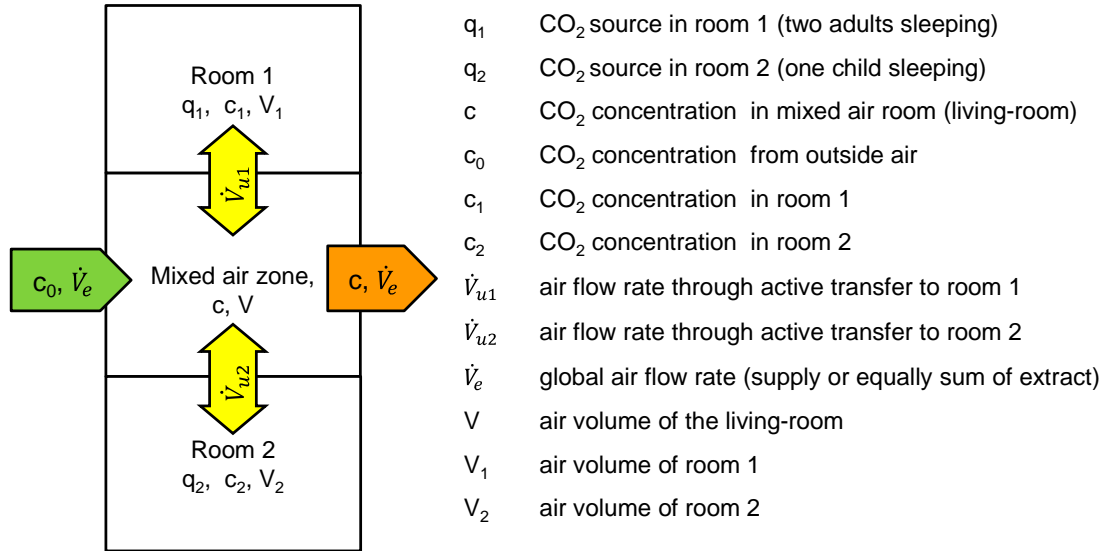 Room 1
q₁, c₁, V₁
V̇ᵤ₁
c₀, V̇ₑ
Mixed air zone,
c, V
c, V̇ₑ
V̇ᵤ₂
Room 2
q₂, c₂, V₂
q₁ CO₂ source in room 1 (two adults sleeping)
q₂ CO₂ source in room 2 (one child sleeping)
c CO₂ concentration in mixed air room (living-room)
c₀ CO₂ concentration from outside air
c₁ CO₂ concentration in room 1
c₂ CO₂ concentration in room 2
V̇ᵤ₁ air flow rate through active transfer to room 1
V̇ᵤ₂ air flow rate through active transfer to room 2
V̇ₑ global air flow rate (supply or equally sum of extract)
V air volume of the living-room
V₁ air volume of room 1
V₂ air volume of room 2